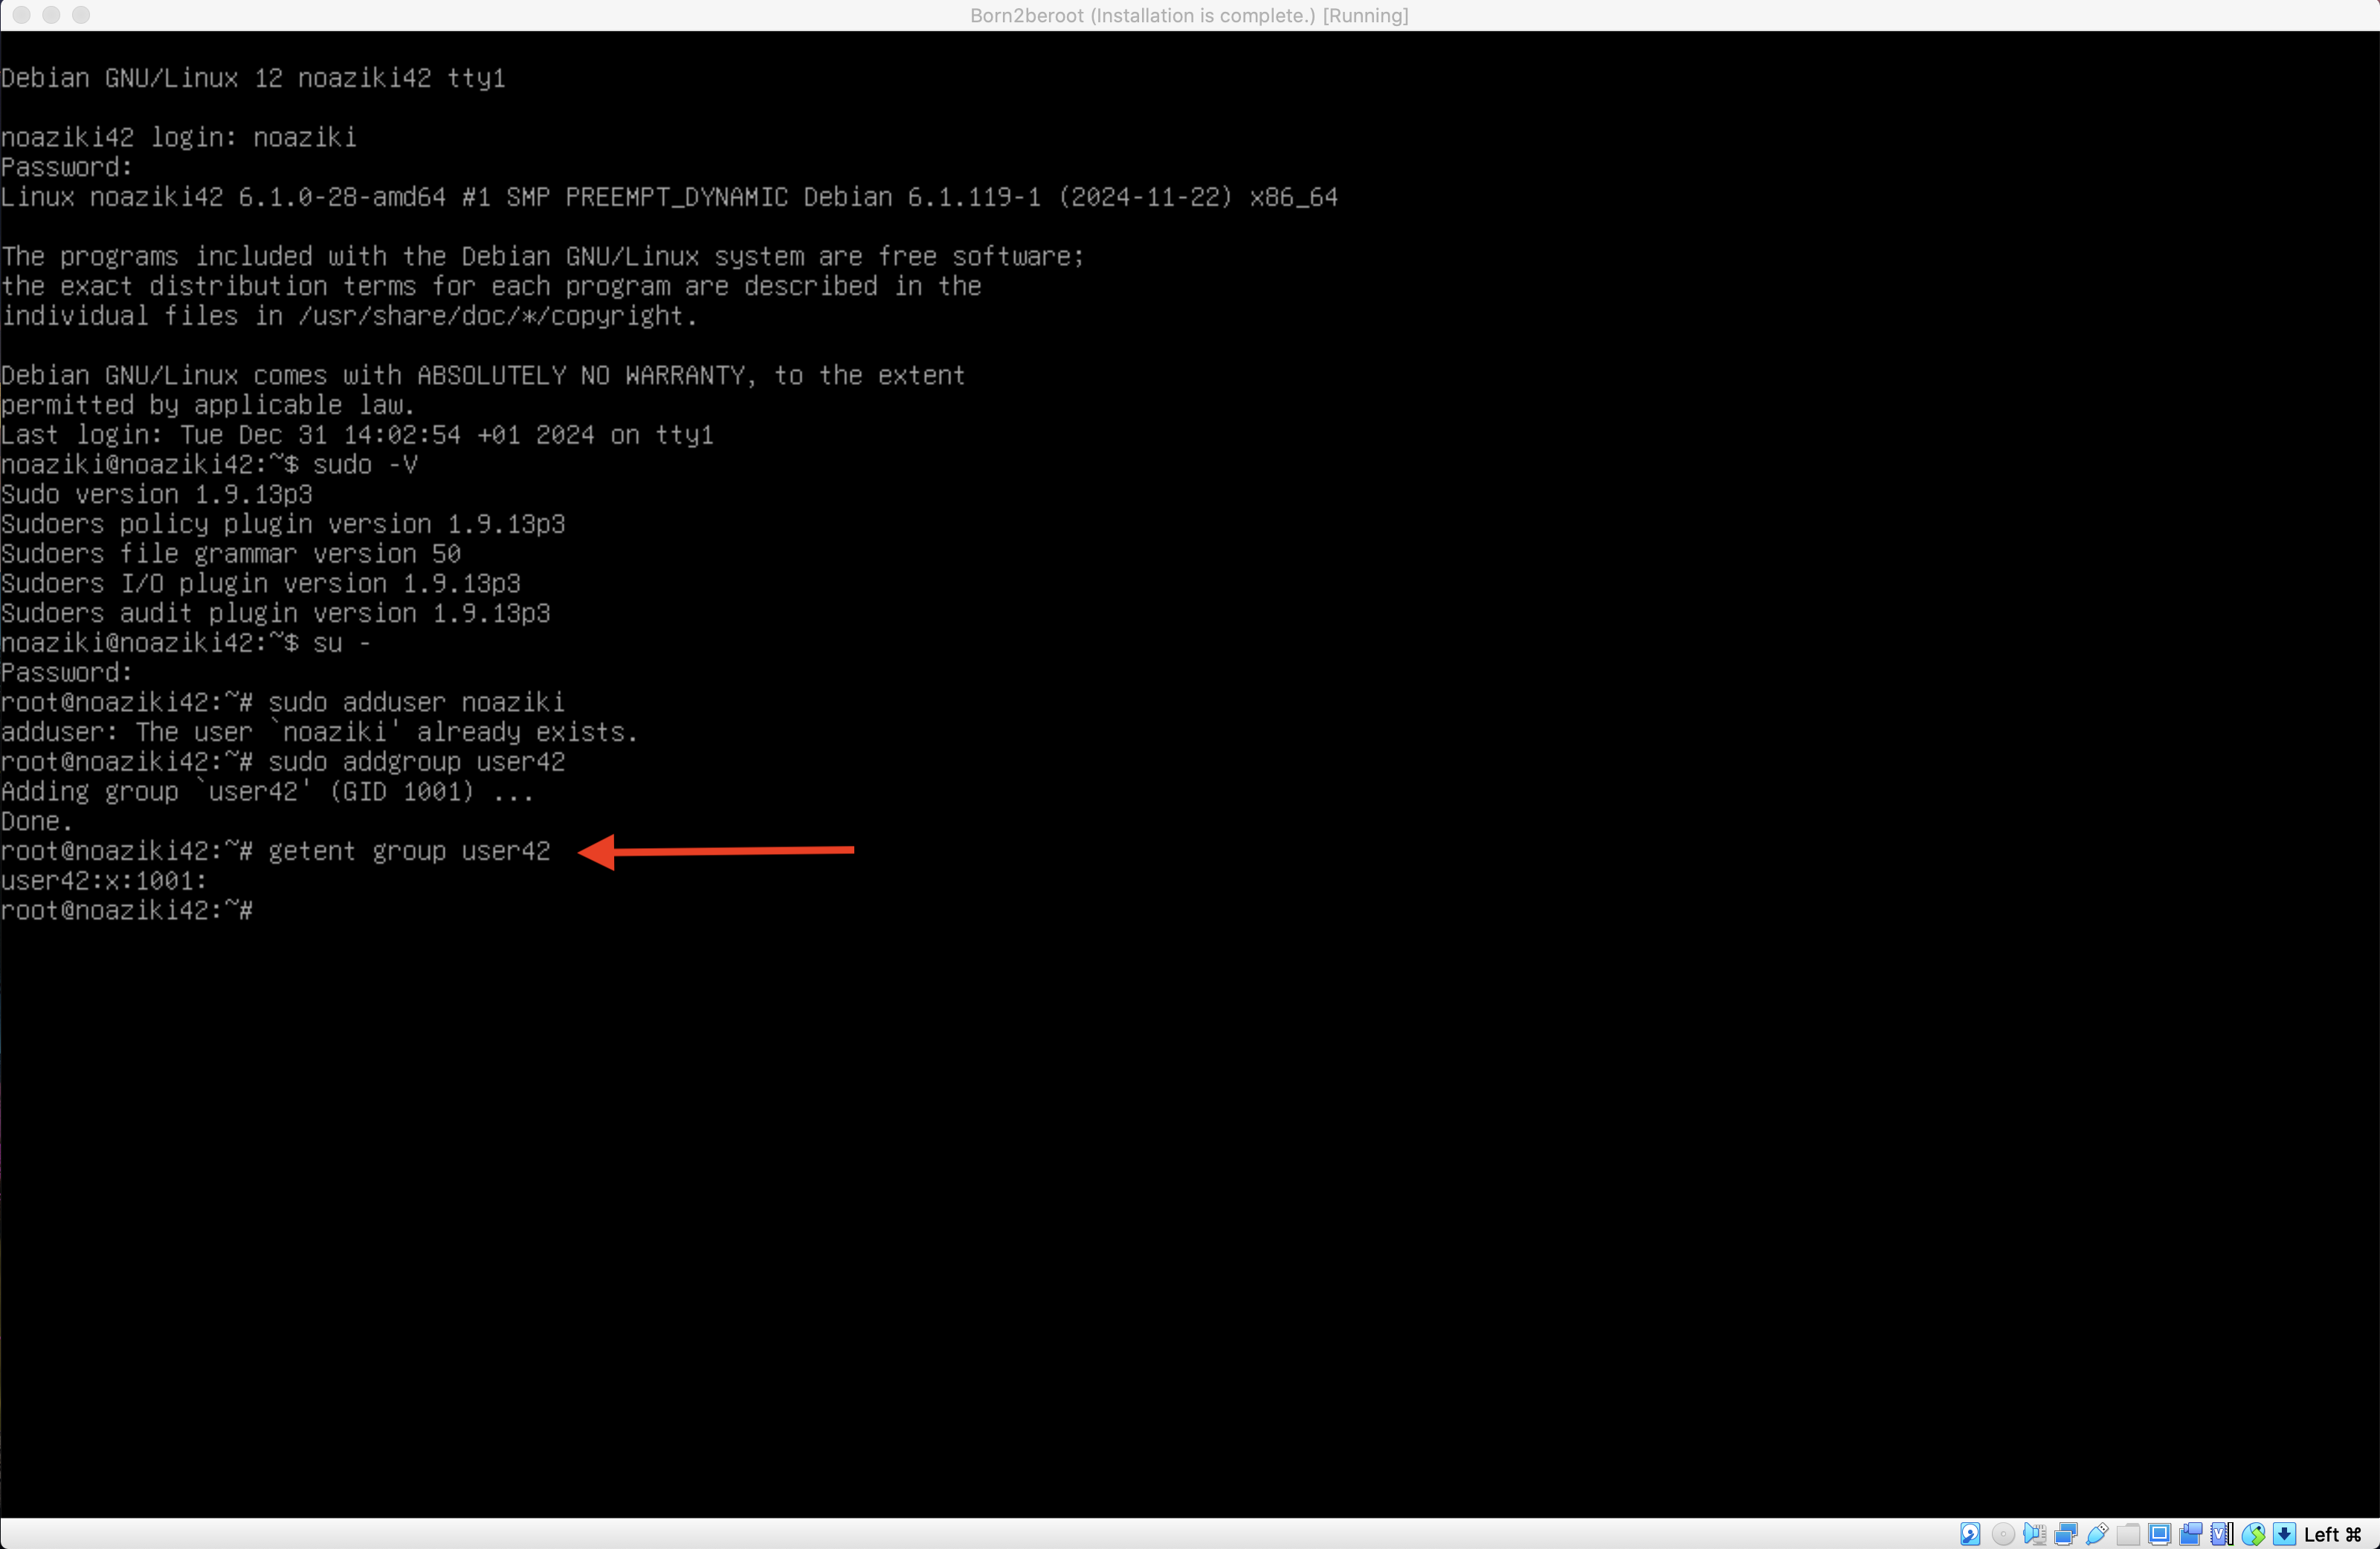 Born2beroot (Installation is complete.) [Running]
Debian GNU/Linux 12 noaziki42 tty1
noaziki42 login: noaziki
Password:
Linux noaziki42 6.1.0-28-amd64 #1 SMP PREEMPT_DYNAMIC Debian 6.1.119-1 (2024-11-22) x86_64
The programs included with the Debian GNU/Linux system are free software;
the exact distribution terms for each program are described in the
individual files in /usr/share/doc/*/copyright.
Debian GNU/Linux comes with ABSOLUTELY NO WARRANTY, to the extent
permitted by applicable law.
Last login: Tue Dec 31 14:02:54 +01 2024 on tty1
noaziki@noaziki42:~$ sudo -V
Sudo version 1.9.13p3
Sudoers policy plugin version 1.9.13p3
Sudoers file grammar version 50
Sudoers I/O plugin version 1.9.13p3
Sudoers audit plugin version 1.9.13p3
noaziki@noaziki42:~$ su -
Password:
root@noaziki42:~# sudo adduser noaziki
adduser: The user `noaziki' already exists.
root@noaziki42:~# sudo addgroup user42
Adding group `user42' (GID 1001) ...
Done.
root@noaziki42:~# getent group user42
user42:x:1001:
root@noaziki42:~#
Left ⌘